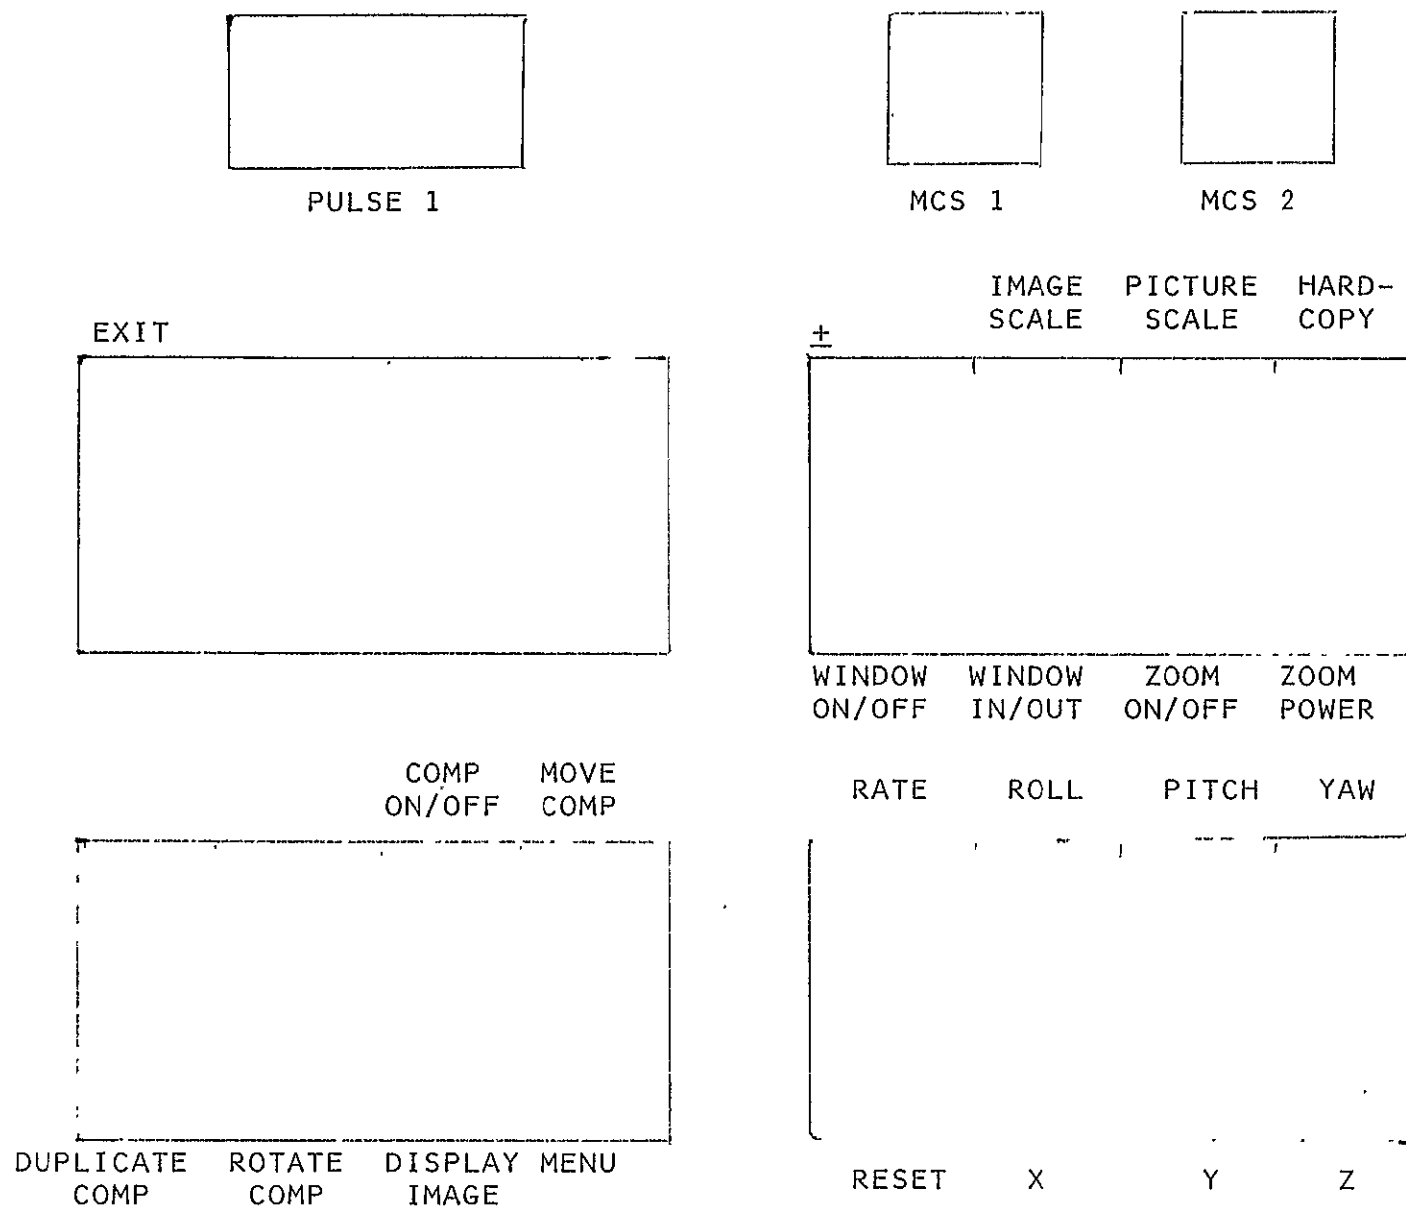 PULSE 1 MCS 1 MCS 2
IMAGE PICTURE HARD-
EXIT ± SCALE SCALE COPY
WINDOW WINDOW ZOOM ZOOM
ON/OFF IN/OUT ON/OFF POWER
COMP MOVE
ON/OFF COMP
RATE ROLL PITCH YAW
DUPLICATE ROTATE DISPLAY MENU
COMP COMP IMAGE
RESET X Y Z